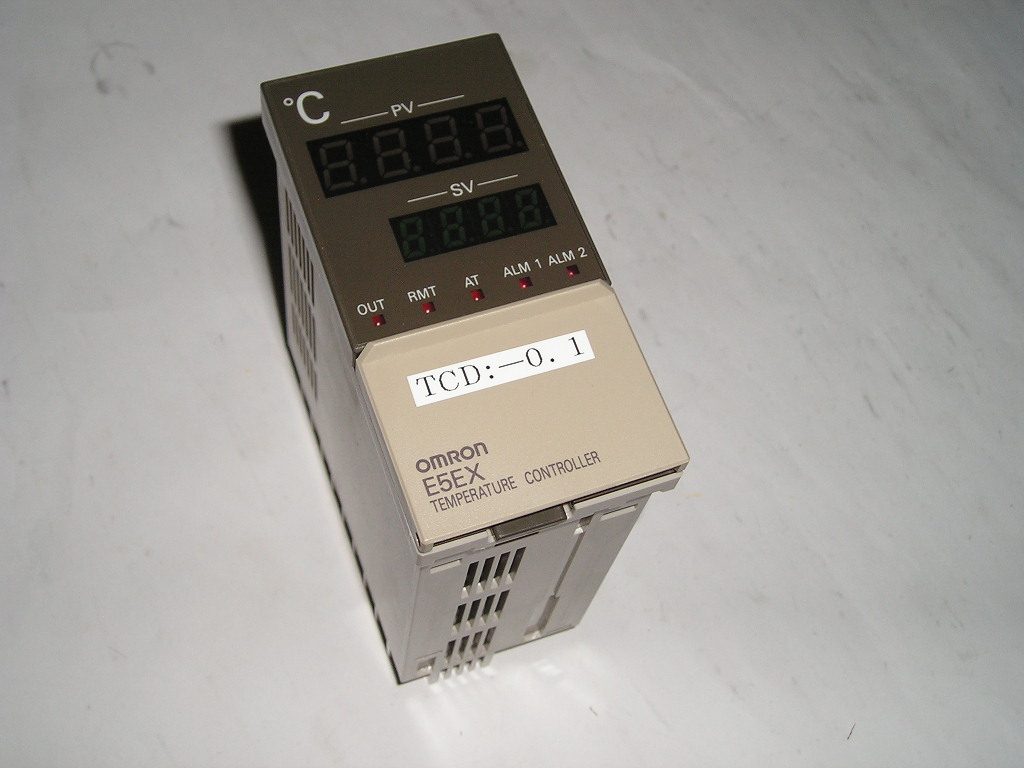 °C
PV
SV
OUT RMT AT ALM 1 ALM 2
TCD:—0. 1
OMRON
E5EX
TEMPERATURE CONTROLLER